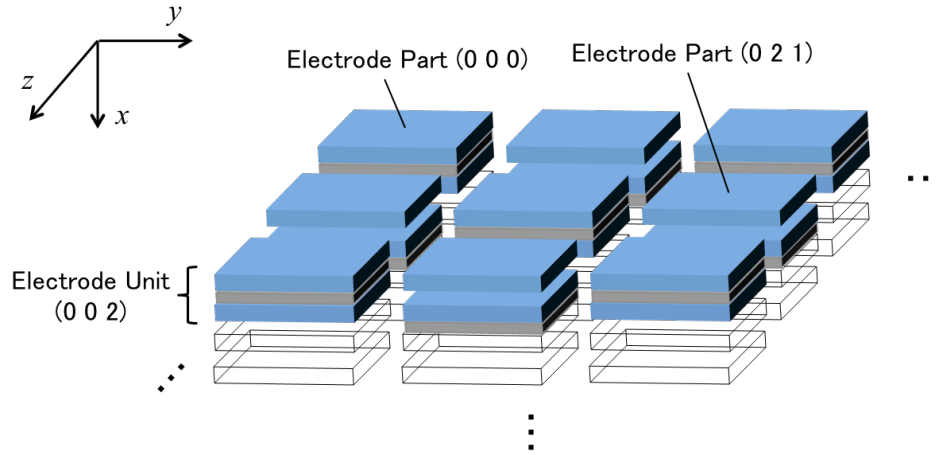 y
z
x
Electrode Part (0 0 0)
Electrode Part (0 2 1)
Electrode Unit
(0 0 2)